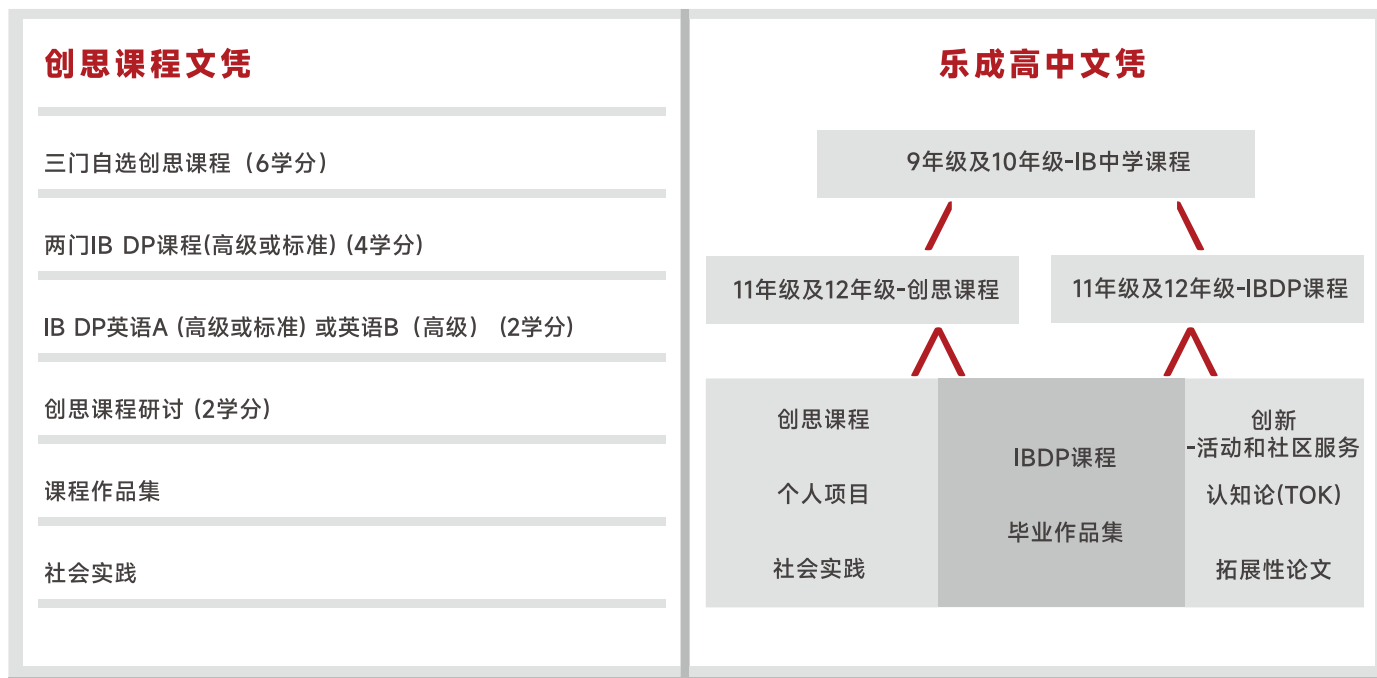 创思课程文凭
三门自选创思课程（6学分）
两门IB DP课程(高级或标准) (4学分)
IB DP英语A (高级或标准) 或英语B（高级） (2学分)
创思课程研讨 (2学分)
课程作品集
社会实践
乐成高中文凭
9年级及10年级-IB中学课程
11年级及12年级-创思课程
11年级及12年级-IBDP课程
创思课程
个人项目
社会实践
IBDP课程
毕业作品集
创新
-活动和社区服务
认知论(TOK)
拓展性论文